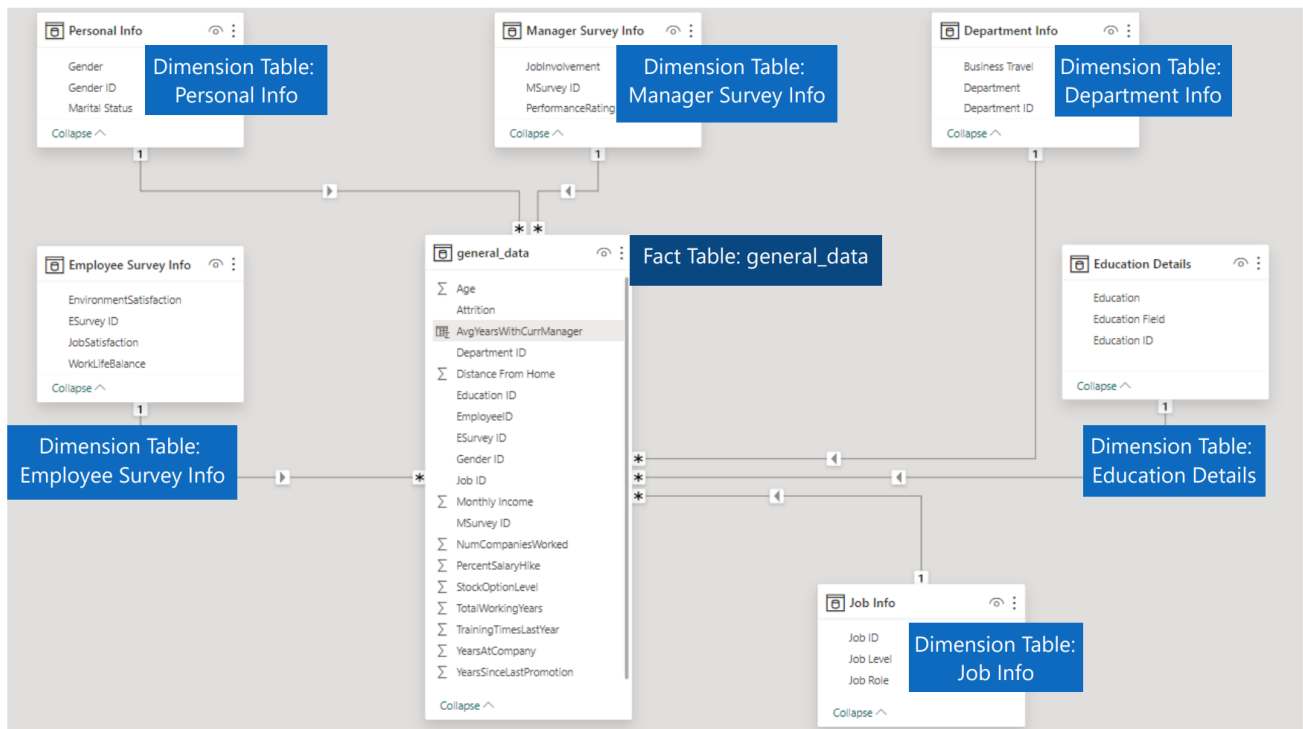 Personal Info
Gender
Gender ID
Marital Status
Collapse
Dimension Table:
Personal Info
1
Manager Survey Info
JobInvolvement
MSurvey ID
PerformanceRating
Collapse
Dimension Table:
Manager Survey Info
1
Department Info
Business Travel
Department
Department ID
Collapse
Dimension Table:
Department Info
1
Employee Survey Info
EnvironmentSatisfaction
ESurvey ID
JobSatisfaction
WorkLifeBalance
Collapse
1
Dimension Table:
Employee Survey Info
*
* *
general_data
Fact Table: general_data
Σ Age
Attrition
AvgYearsWithCurrManager
Department ID
Σ Distance From Home
Education ID
EmployeeID
ESurvey ID
Gender ID
Job ID
Σ Monthly Income
MSurvey ID
Σ NumCompaniesWorked
Σ PercentSalaryHike
Σ StockOptionLevel
Σ TotalWorkingYears
Σ TrainingTimesLastYear
Σ YearsAtCompany
Σ YearsSinceLastPromotion
Collapse
*
*
*
Education Details
Education
Education Field
Education ID
Collapse
1
Dimension Table:
Education Details
1
Job Info
Job ID
Job Level
Job Role
Collapse
Dimension Table:
Job Info